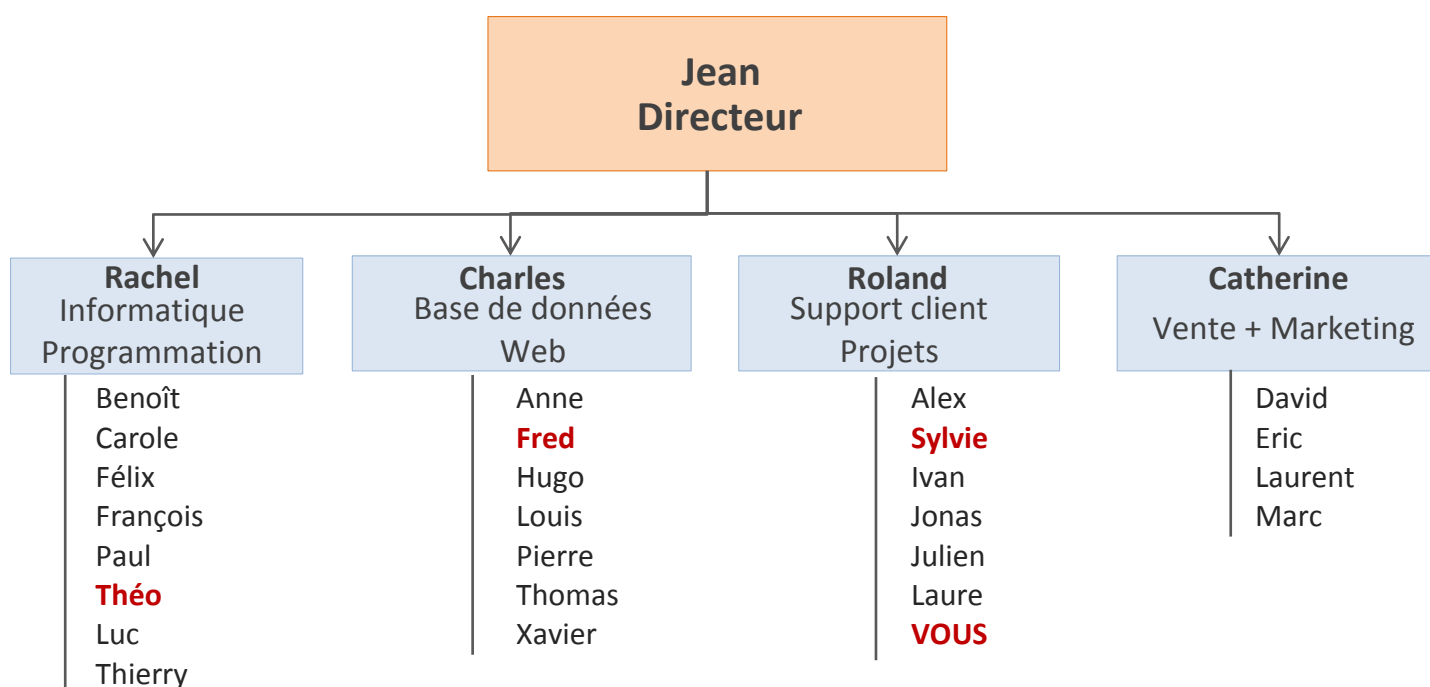 Jean
Directeur
Rachel
Informatique
Programmation
Benoît
Carole
Félix
François
Paul
Théo
Luc
Thierry
Charles
Base de données
Web
Anne
Fred
Hugo
Louis
Pierre
Thomas
Xavier
Roland
Support client
Projets
Alex
Sylvie
Ivan
Jonas
Julien
Laure
VOUS
Catherine
Vente + Marketing
David
Eric
Laurent
Marc